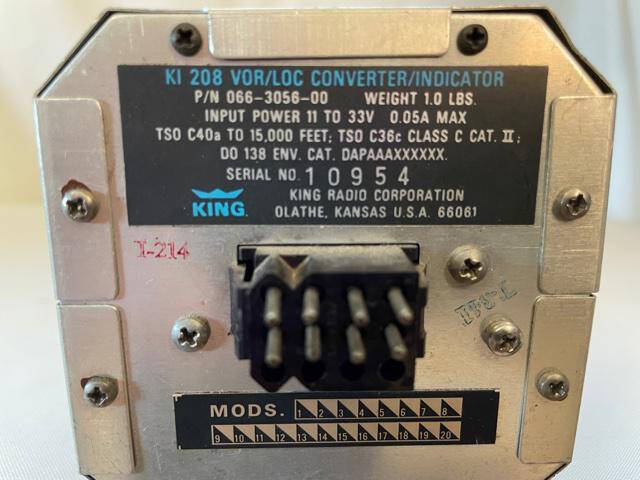 KI 208 VOR/LOC CONVERTER/INDICATOR
P/N 066-3056-00 WEIGHT 1.0 LBS.
INPUT POWER 11 TO 33V 0.05A MAX
TSO C40a TO 15,000 FEET; TSO C36c CLASS C CAT. II;
DO 138 ENV. CAT. DAPAAAXXXXXX.
SERIAL NO. 10954
KING KING RADIO CORPORATION
OLATHE, KANSAS U.S.A. 66061
I-214
MODS. 1 2 3 4 5 6 7 8
9 10 11 12 13 14 15 16 17 18 19 20